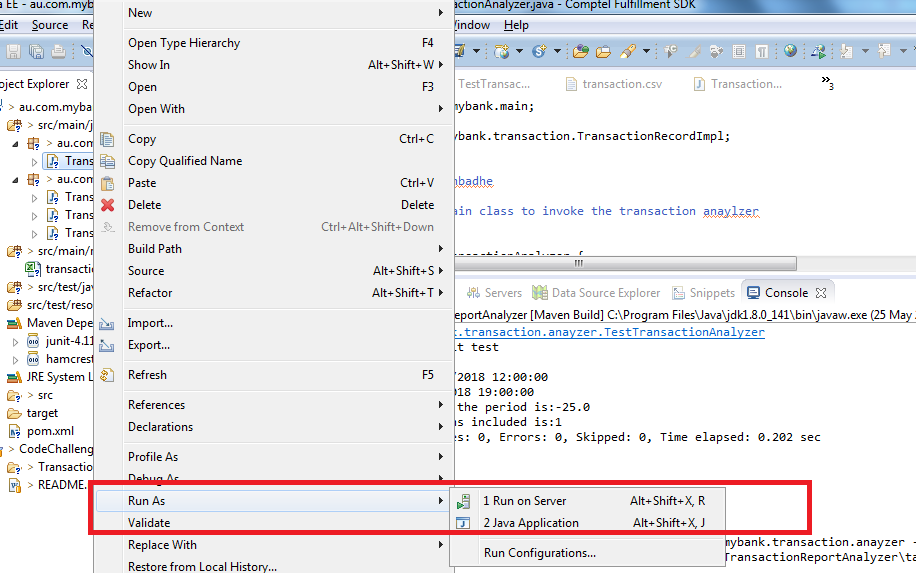 a EE - au.com.myb
actionAnalyzer.java - Comptel Fulfillment SDK
Edit Source
Window Help
oject Explorer
> au.com.myba
> src/main/j
> au.com
Trans
> au.com
Trans
Trans
Trans
> src/main/r
transactio
> src/test/jav
src/test/reso
Maven Depe
junit-4.11
hamcrest
JRE System L
> src
target
pom.xml
> CodeChalleng
> Transaction
> README.
New
Open Type Hierarchy F4
Show In Alt+Shift+W
Open F3
Open With
Copy Ctrl+C
Copy Qualified Name
Paste Ctrl+V
Delete Delete
Remove from Context Ctrl+Alt+Shift+Down
Build Path
Source Alt+Shift+S
Refactor Alt+Shift+T
Import...
Export...
Refresh F5
References
Declarations
Profile As
Debug As
Run As
Validate
Replace With
Restore from Local History...
1 Run on Server Alt+Shift+X, R
2 Java Application Alt+Shift+X, J
Run Configurations...
TestTransac... transaction.csv Transaction... »3
mybank.main;
mybank.transaction.TransactionRecordImpl;
nbadhe
ain class to invoke the transaction anaylzer
nsactionAnalyzer {
Servers Data Source Explorer Snippets Console
eportAnalyzer [Maven Build] C:\Program Files\Java\jdk1.8.0_141\bin\javaw.exe (25 May
k.transaction.anayzer.TestTransactionAnalyzer
it test
/2018 12:00:00
018 19:00:00
the period is:-25.0
ns included is:1
es: 0, Errors: 0, Skipped: 0, Time elapsed: 0.202 sec
mybank.transaction.anayzer -
TransactionReportAnalyzer\ta